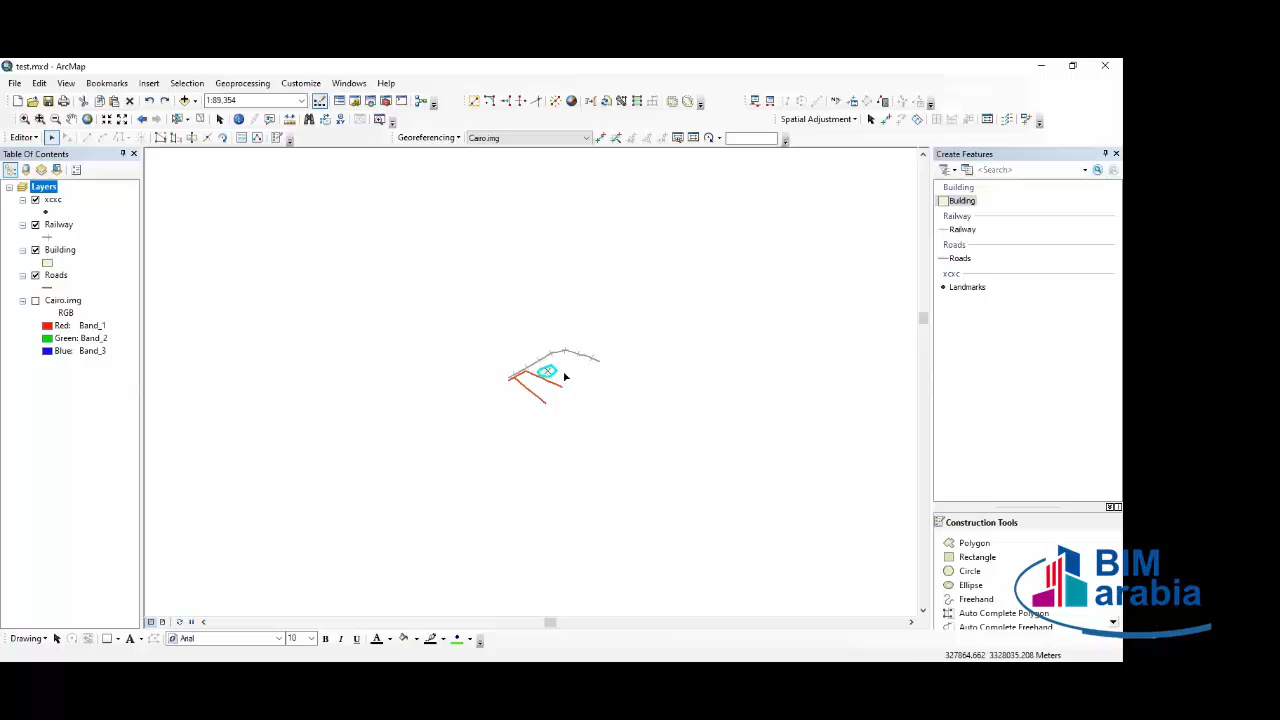 test.mxd - ArcMap
File Edit View Bookmarks Insert Selection Geoprocessing Customize Windows Help
1:89,354
Spatial Adjustment
Editor Georeferencing Cairo.img
Table Of Contents
Layers
xcxc
Railway
Building
Roads
Cairo.img
RGB
Red: Band_1
Green: Band_2
Blue: Band_3
Create Features
<Search>
Building
Building
Railway
Railway
Roads
Roads
xcxc
Landmarks
Construction Tools
Polygon
Rectangle
Circle
Ellipse
Freehand
Auto Complete Polygon
Auto Complete Freehand
BIM
arabia
Drawing A Arial 10 B I U A
327864.662 3328035.208 Meters